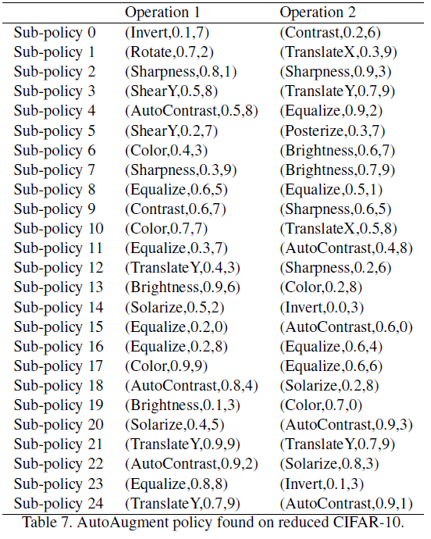 Operation 1 Operation 2
Sub-policy 0 (Invert,0.1,7) (Contrast,0.2,6)
Sub-policy 1 (Rotate,0.7,2) (TranslateX,0.3,9)
Sub-policy 2 (Sharpness,0.8,1) (Sharpness,0.9,3)
Sub-policy 3 (ShearY,0.5,8) (TranslateY,0.7,9)
Sub-policy 4 (AutoContrast,0.5,8) (Equalize,0.9,2)
Sub-policy 5 (ShearY,0.2,7) (Posterize,0.3,7)
Sub-policy 6 (Color,0.4,3) (Brightness,0.6,7)
Sub-policy 7 (Sharpness,0.3,9) (Brightness,0.7,9)
Sub-policy 8 (Equalize,0.6,5) (Equalize,0.5,1)
Sub-policy 9 (Contrast,0.6,7) (Sharpness,0.6,5)
Sub-policy 10 (Color,0.7,7) (TranslateX,0.5,8)
Sub-policy 11 (Equalize,0.3,7) (AutoContrast,0.4,8)
Sub-policy 12 (TranslateY,0.4,3) (Sharpness,0.2,6)
Sub-policy 13 (Brightness,0.9,6) (Color,0.2,8)
Sub-policy 14 (Solarize,0.5,2) (Invert,0.0,3)
Sub-policy 15 (Equalize,0.2,0) (AutoContrast,0.6,0)
Sub-policy 16 (Equalize,0.2,8) (Equalize,0.6,4)
Sub-policy 17 (Color,0.9,9) (Equalize,0.6,6)
Sub-policy 18 (AutoContrast,0.8,4) (Solarize,0.2,8)
Sub-policy 19 (Brightness,0.1,3) (Color,0.7,0)
Sub-policy 20 (Solarize,0.4,5) (AutoContrast,0.9,3)
Sub-policy 21 (TranslateY,0.9,9) (TranslateY,0.7,9)
Sub-policy 22 (AutoContrast,0.9,2) (Solarize,0.8,3)
Sub-policy 23 (Equalize,0.8,8) (Invert,0.1,3)
Sub-policy 24 (TranslateY,0.7,9) (AutoContrast,0.9,1)
Table 7. AutoAugment policy found on reduced CIFAR-10.